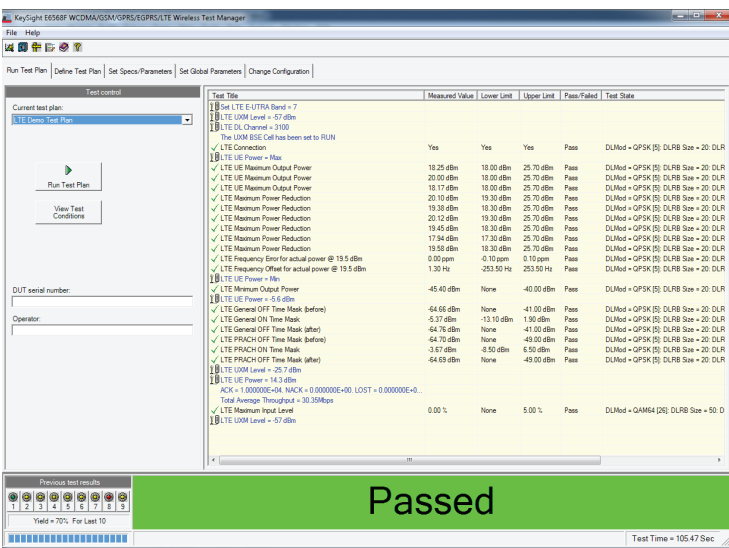 KeySight E6568F WCDMA/GSM/GPRS/EGPRS/LTE Wireless Test Manager
File Help
Run Test Plan Define Test Plan Set Specs/Parameters Set Global Parameters Change Configuration
Test control
Current test plan:
LTE Demo Test Plan
Run Test Plan
View Test
Conditions
DUT serial number:
Operator:
Test Title Measured Value Lower Limit Upper Limit Pass/Failed Test State
Set LTE E-UTRA Band = 7
LTE UXM Level = -57 dBm
LTE DL Channel = 3100
The UXM BSE Cell has been set to RUN
LTE Connection Yes Yes Yes Pass DLMod = QPSK [5]: DLRB Size = 20: DLR
LTE UE Power = Max
LTE UE Maximum Output Power 18.25 dBm 18.00 dBm 25.70 dBm Pass DLMod = QPSK [5]: DLRB Size = 20: DLR
LTE UE Maximum Output Power 20.00 dBm 18.00 dBm 25.70 dBm Pass DLMod = QPSK [5]: DLRB Size = 20: DLR
LTE UE Maximum Output Power 18.17 dBm 18.00 dBm 25.70 dBm Pass DLMod = QPSK [5]: DLRB Size = 20: DLR
LTE Maximum Power Reduction 20.10 dBm 19.30 dBm 25.70 dBm Pass DLMod = QPSK [5]: DLRB Size = 20: DLR
LTE Maximum Power Reduction 19.38 dBm 18.30 dBm 25.70 dBm Pass DLMod = QPSK [5]: DLRB Size = 20: DLR
LTE Maximum Power Reduction 20.12 dBm 19.30 dBm 25.70 dBm Pass DLMod = QPSK [5]: DLRB Size = 20: DLR
LTE Maximum Power Reduction 19.45 dBm 18.30 dBm 25.70 dBm Pass DLMod = QPSK [5]: DLRB Size = 20: DLR
LTE Maximum Power Reduction 17.94 dBm 17.30 dBm 25.70 dBm Pass DLMod = QPSK [5]: DLRB Size = 20: DLR
LTE Maximum Power Reduction 19.58 dBm 18.30 dBm 25.70 dBm Pass DLMod = QPSK [5]: DLRB Size = 20: DLR
LTE Frequency Error for actual power @ 19.5 dBm 0.00 ppm -0.10 ppm 0.10 ppm Pass DLMod = QPSK [5]: DLRB Size = 20: DLR
LTE Frequency Offset for actual power @ 19.5 dBm 1.30 Hz -253.50 Hz 253.50 Hz Pass DLMod = QPSK [5]: DLRB Size = 20: DLR
LTE UE Power = Min
LTE Minimum Output Power -45.40 dBm None -40.00 dBm Pass DLMod = QPSK [5]: DLRB Size = 20: DLR
LTE UE Power = -5.6 dBm
LTE General OFF Time Mask (before) -64.66 dBm None -41.00 dBm Pass DLMod = QPSK [5]: DLRB Size = 20: DLR
LTE General ON Time Mask -5.37 dBm -13.10 dBm 1.90 dBm Pass DLMod = QPSK [5]: DLRB Size = 20: DLR
LTE General OFF Time Mask (after) -64.76 dBm None -41.00 dBm Pass DLMod = QPSK [5]: DLRB Size = 20: DLR
LTE PRACH OFF Time Mask (before) -64.70 dBm None -49.00 dBm Pass DLMod = QPSK [5]: DLRB Size = 20: DLR
LTE PRACH ON Time Mask -3.67 dBm -8.50 dBm 6.50 dBm Pass DLMod = QPSK [5]: DLRB Size = 20: DLR
LTE PRACH OFF Time Mask (after) -64.69 dBm None -49.00 dBm Pass DLMod = QPSK [5]: DLRB Size = 20: DLR
LTE UXM Level = -25.7 dBm
LTE UE Power = 14.3 dBm
ACK = 1.000000E+04. NACK = 0.000000E+00. LOST = 0.000000E+0...
Total Average Throughput = 30.35Mbps
LTE Maximum Input Level 0.00 % None 5.00 % Pass DLMod = QAM64 [26]: DLRB Size = 50: D
LTE UXM Level = -57 dBm
Previous test results
1 2 3 4 5 6 7 8 9
Yield = 70% For Last 10
Passed
Test Time = 105.47 Sec